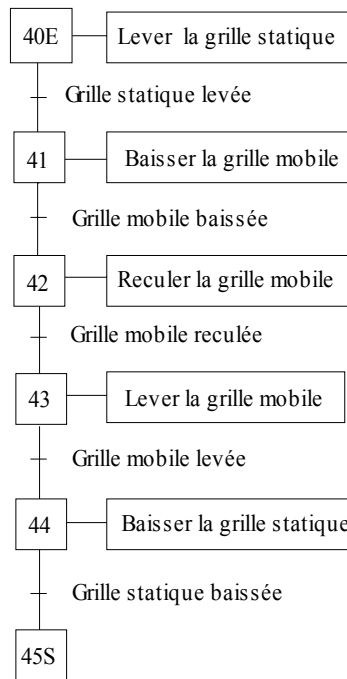 40E Lever la grille statique
Grille statique levée
41 Baisser la grille mobile
Grille mobile baissée
42 Reculer la grille mobile
Grille mobile reculée
43 Lever la grille mobile
Grille mobile levée
44 Baisser la grille statique
Grille statique baissée
45S